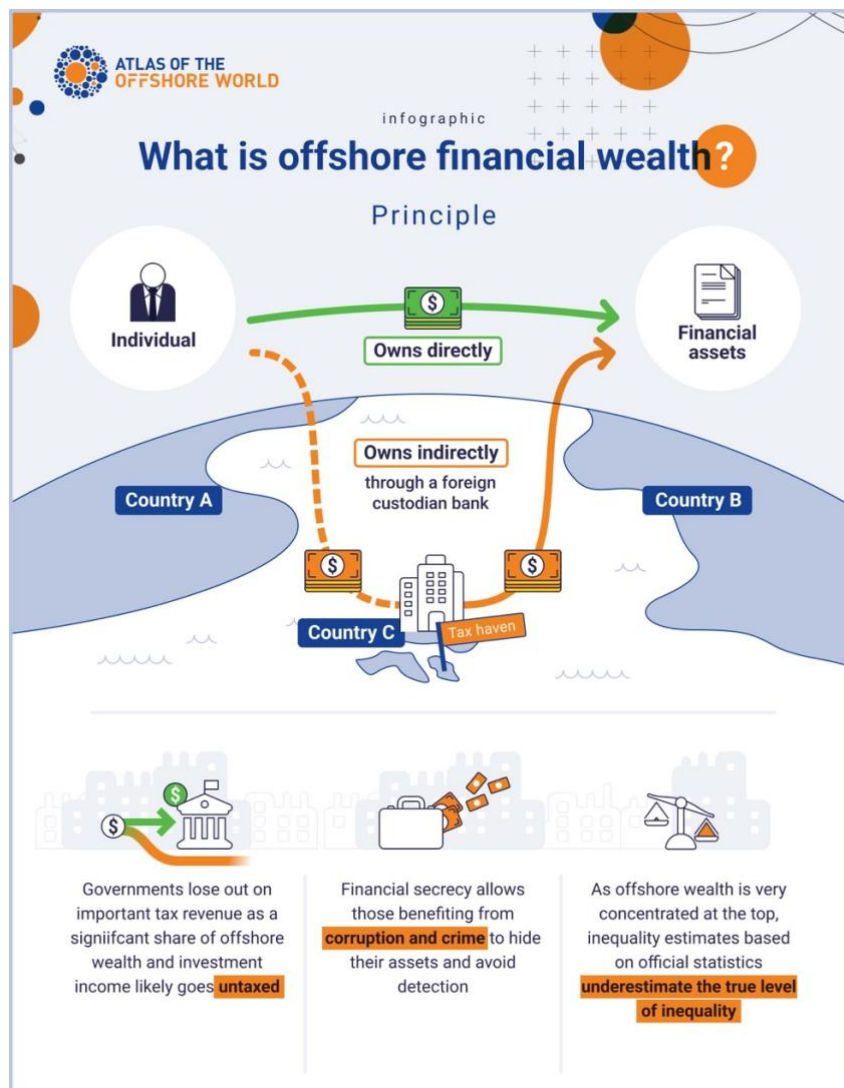 ATLAS OF THE
OFFSHORE WORLD
infographic
What is offshore financial wealth?
Principle
Individual
$
Owns directly
Financial
assets
Owns indirectly
through a foreign
custodian bank
Country A
Country B
$
$
Country C
Tax haven
$
$
Governments lose out on
important tax revenue as a
signiifcant share of offshore
wealth and investment
income likely goes untaxed
Financial secrecy allows
those benefiting from
corruption and crime to hide
their assets and avoid
detection
As offshore wealth is very
concentrated at the top,
inequality estimates based
on official statistics
underestimate the true level
of inequality